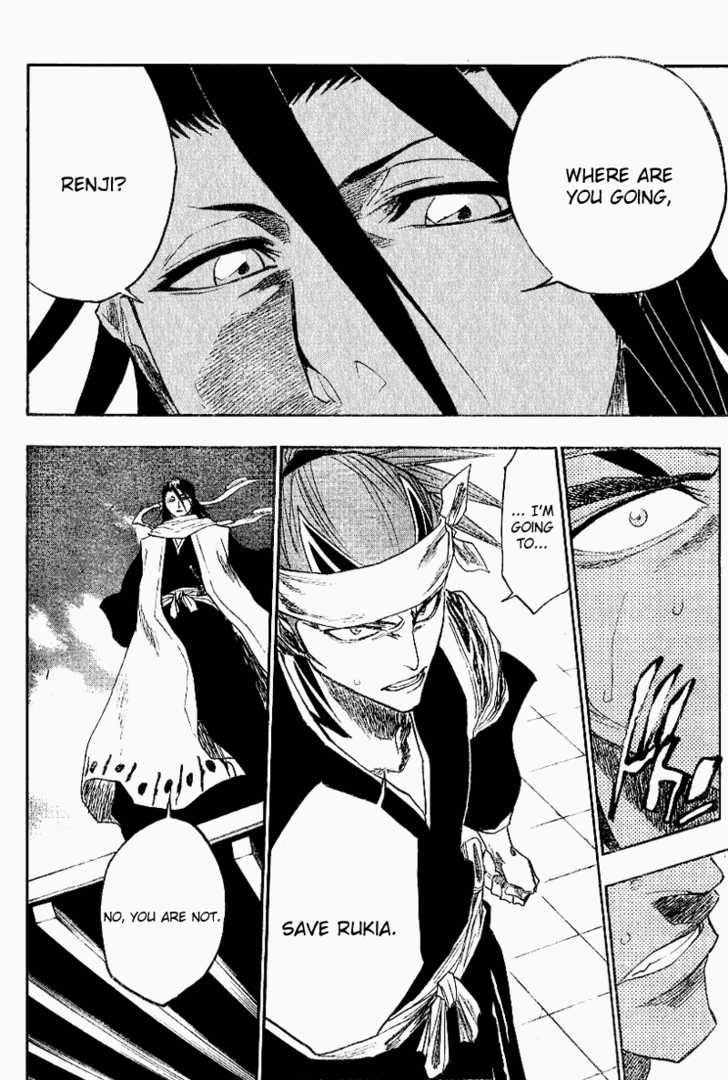 WHERE ARE
YOU GOING,
RENJI?
... I'M
GOING
TO...
SAVE RUKIA.
NO, YOU ARE NOT.